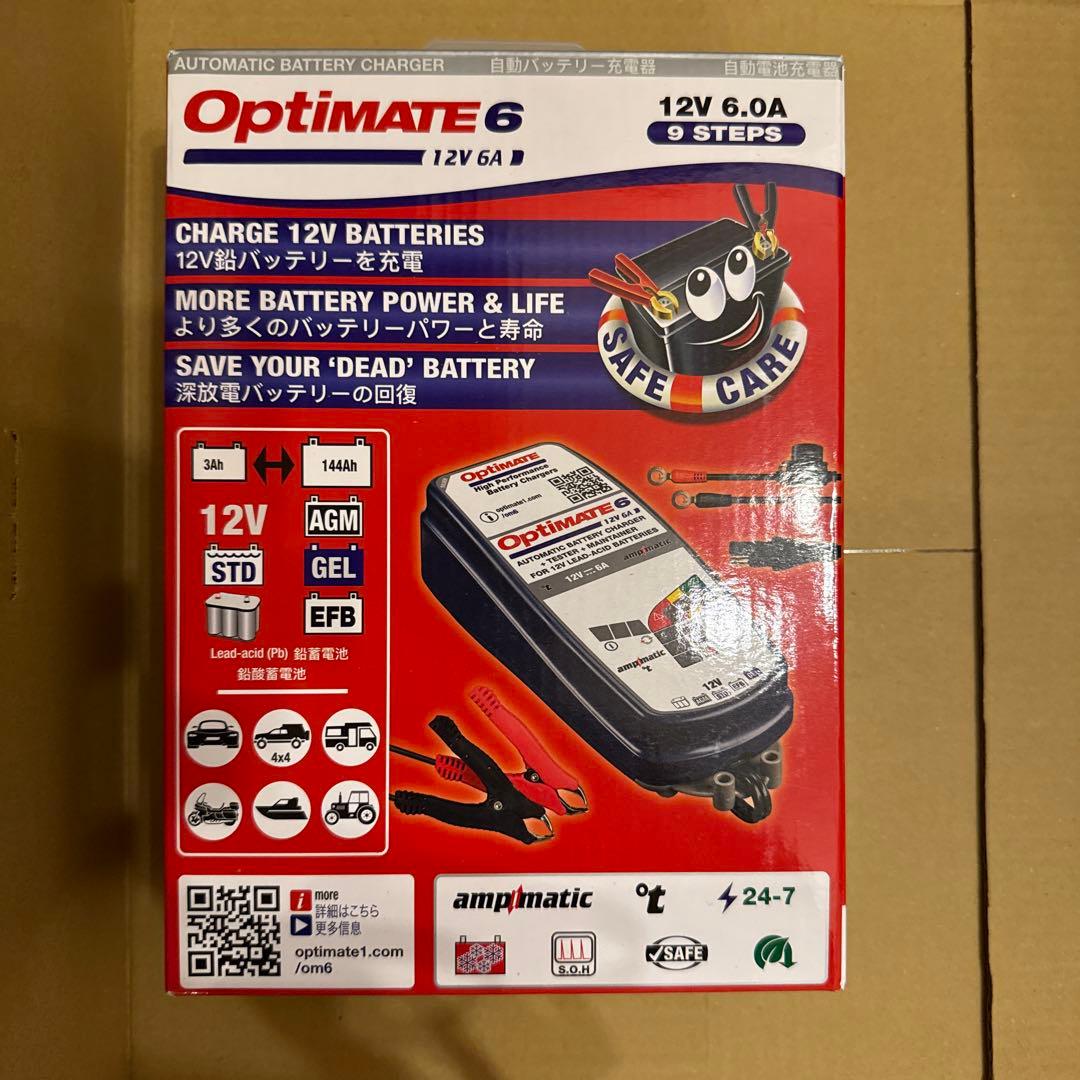 AUTOMATIC BATTERY CHARGER 自動バッテリー充電器 自動電池充電器
OptiMATE 6
12V 6A
12V 6.0A
9 STEPS
CHARGE 12V BATTERIES
12V鉛バッテリーを充電
MORE BATTERY POWER & LIFE
より多くのバッテリーパワーと寿命
SAVE YOUR ‘DEAD’ BATTERY
深放電バッテリーの回復
SAFE CARE
3Ah 144Ah
12V AGM
STD GEL
EFB
Lead-acid (Pb) 鉛蓄電池
鉛酸蓄電池
4x4
OptiMATE
High Performance
Battery Chargers
optimate1.com
/om6
OptiMATE 6
12V 6A
AUTOMATIC BATTERY CHARGER
+ TESTER + MAINTAINER
FOR 12V LEAD-ACID BATTERIES
ampmatic
°t 12V 6A
ampmatic
°t
12V
i more
詳細はこちら
更多信息
optimate1.com
/om6
ampmatic °t 24-7
S.O.H SAFE